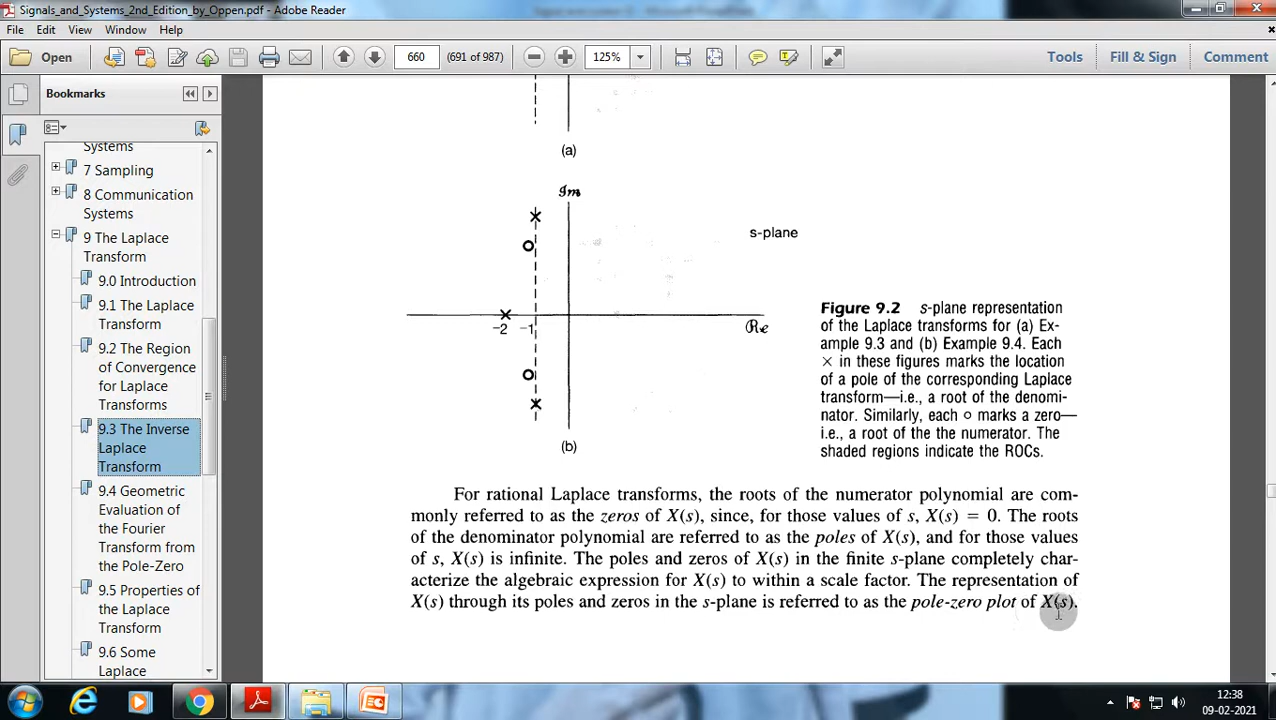 Signals_and_Systems_2nd_Edition_by_Oppen.pdf - Adobe Reader
File Edit View Window Help
Open 660 (691 of 987) 125% Tools Fill & Sign Comment
Bookmarks
Systems
7 Sampling
8 Communication
Systems
9 The Laplace
Transform
9.0 Introduction
9.1 The Laplace
Transform
9.2 The Region
of Convergence
for Laplace
Transforms
9.3 The Inverse
Laplace
Transform
9.4 Geometric
Evaluation of
the Fourier
Transform from
the Pole-Zero
9.5 Properties of
the Laplace
Transform
9.6 Some
Laplace
(a)
Im
s-plane
-2 -1
Re
(b)
Figure 9.2 s-plane representation
of the Laplace transforms for (a) Ex-
ample 9.3 and (b) Example 9.4. Each
× in these figures marks the location
of a pole of the corresponding Laplace
transform—i.e., a root of the denomi-
nator. Similarly, each o marks a zero—
i.e., a root of the the numerator. The
shaded regions indicate the ROCs.
For rational Laplace transforms, the roots of the numerator polynomial are com-
monly referred to as the zeros of X(s), since, for those values of s, X(s) = 0. The roots
of the denominator polynomial are referred to as the poles of X(s), and for those values
of s, X(s) is infinite. The poles and zeros of X(s) in the finite s-plane completely char-
acterize the algebraic expression for X(s) to within a scale factor. The representation of
X(s) through its poles and zeros in the s-plane is referred to as the pole-zero plot of X(s).
12:38
09-02-2021